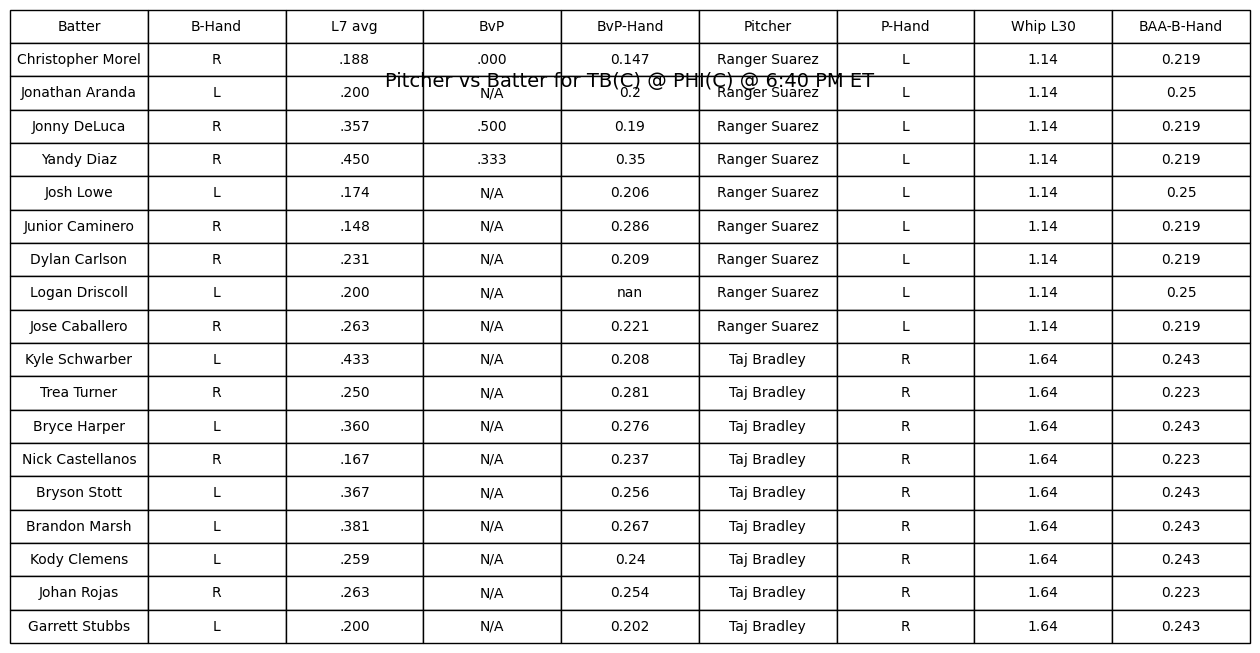 Batter B-Hand L7 avg BvP BvP-Hand Pitcher P-Hand Whip L30 BAA-B-Hand
Christopher Morel R .188 .000 0.147 Ranger Suarez L 1.14 0.219
Pitcher vs Batter for TB(C) @ PHI(C) @ 6:40 PM ET
Jonathan Aranda L .200 N/A 0.2 Ranger Suarez L 1.14 0.25
Jonny DeLuca R .357 .500 0.19 Ranger Suarez L 1.14 0.219
Yandy Diaz R .450 .333 0.35 Ranger Suarez L 1.14 0.219
Josh Lowe L .174 N/A 0.206 Ranger Suarez L 1.14 0.25
Junior Caminero R .148 N/A 0.286 Ranger Suarez L 1.14 0.219
Dylan Carlson R .231 N/A 0.209 Ranger Suarez L 1.14 0.219
Logan Driscoll L .200 N/A nan Ranger Suarez L 1.14 0.25
Jose Caballero R .263 N/A 0.221 Ranger Suarez L 1.14 0.219
Kyle Schwarber L .433 N/A 0.208 Taj Bradley R 1.64 0.243
Trea Turner R .250 N/A 0.281 Taj Bradley R 1.64 0.223
Bryce Harper L .360 N/A 0.276 Taj Bradley R 1.64 0.243
Nick Castellanos R .167 N/A 0.237 Taj Bradley R 1.64 0.223
Bryson Stott L .367 N/A 0.256 Taj Bradley R 1.64 0.243
Brandon Marsh L .381 N/A 0.267 Taj Bradley R 1.64 0.243
Kody Clemens L .259 N/A 0.24 Taj Bradley R 1.64 0.243
Johan Rojas R .263 N/A 0.254 Taj Bradley R 1.64 0.223
Garrett Stubbs L .200 N/A 0.202 Taj Bradley R 1.64 0.243